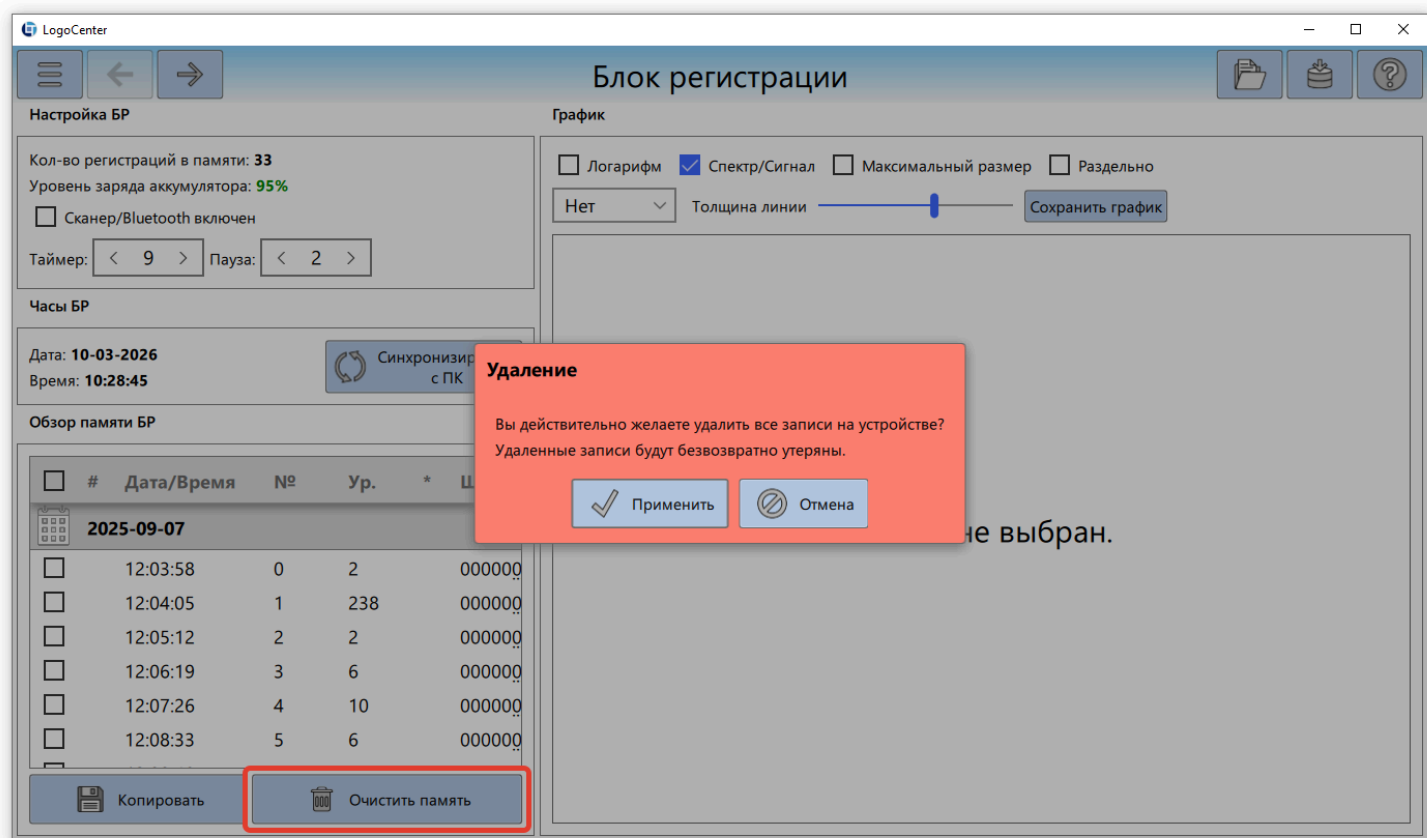 LogoCenter
Блок регистрации
Настройка БР
Кол-во регистраций в памяти: 33
Уровень заряда аккумулятора: 95%
Сканер/Bluetooth включен
Таймер: < 9 > Пауза: < 2 >
Часы БР
Дата: 10-03-2026
Время: 10:28:45
с ПК
Обзор памяти БР
# Дата/Время № Ур. *
2025-09-07
12:03:58 0 2 000000
12:04:05 1 238 000000
12:05:12 2 2 000000
12:06:19 3 6 000000
12:07:26 4 10 000000
12:08:33 5 6 000000
Копировать
Очистить память
График
Логарифм Спектр/Сигнал Максимальный размер Раздельно
Нет Толщина линии Сохранить график
не выбран.
Удаление
Вы действительно желаете удалить все записи на устройстве?
Удаленные записи будут безвозвратно утеряны.
Применить Отмена